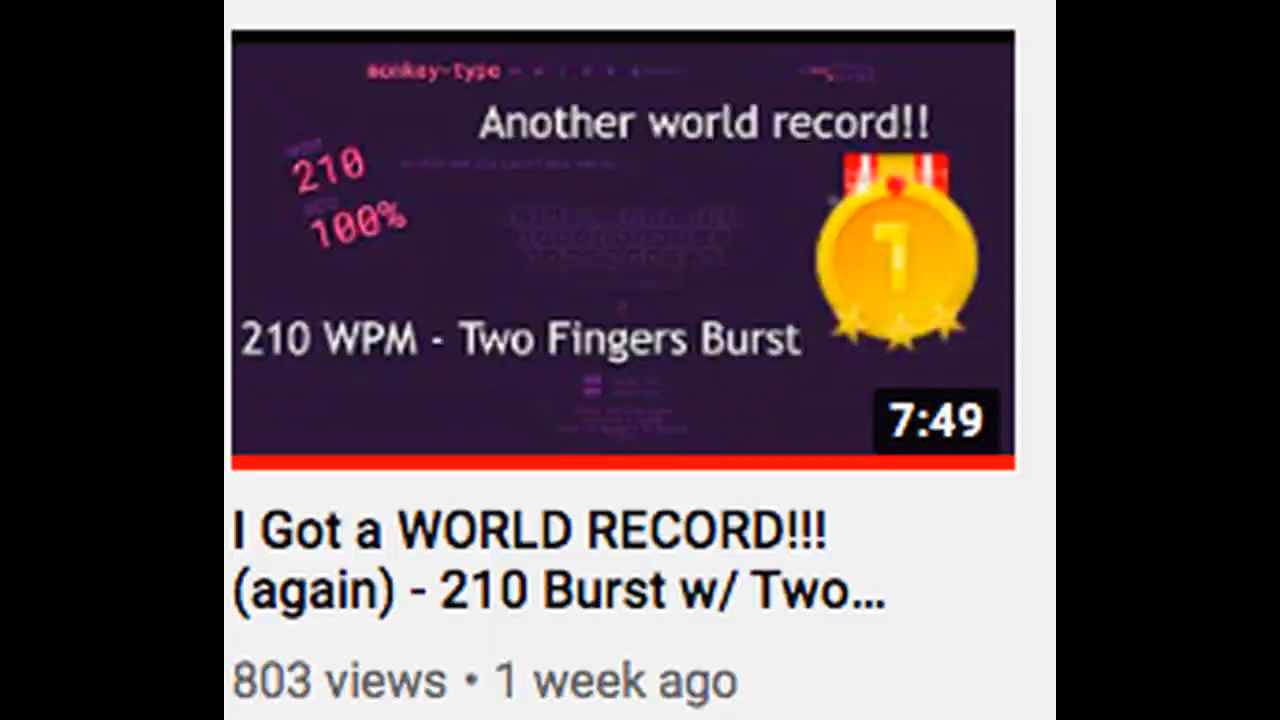 monkey-type
Another world record!!
210
100%
1
210 WPM - Two Fingers Burst
7:49
I Got a WORLD RECORD!!!
(again) - 210 Burst w/ Two...
803 views • 1 week ago